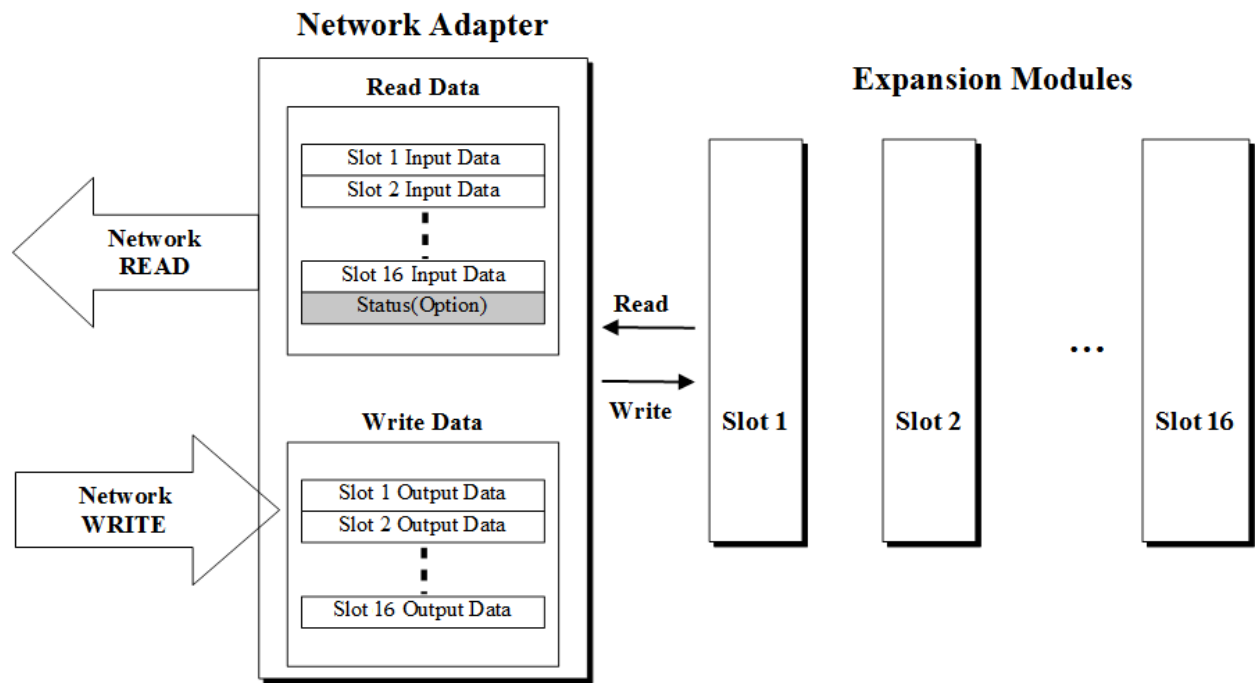 Network Adapter
Read Data
Slot 1 Input Data
Slot 2 Input Data
Slot 16 Input Data
Status(Option)
Network
READ
Write Data
Slot 1 Output Data
Slot 2 Output Data
Slot 16 Output Data
Network
WRITE
Read
Write
Expansion Modules
Slot 1
Slot 2
...
Slot 16